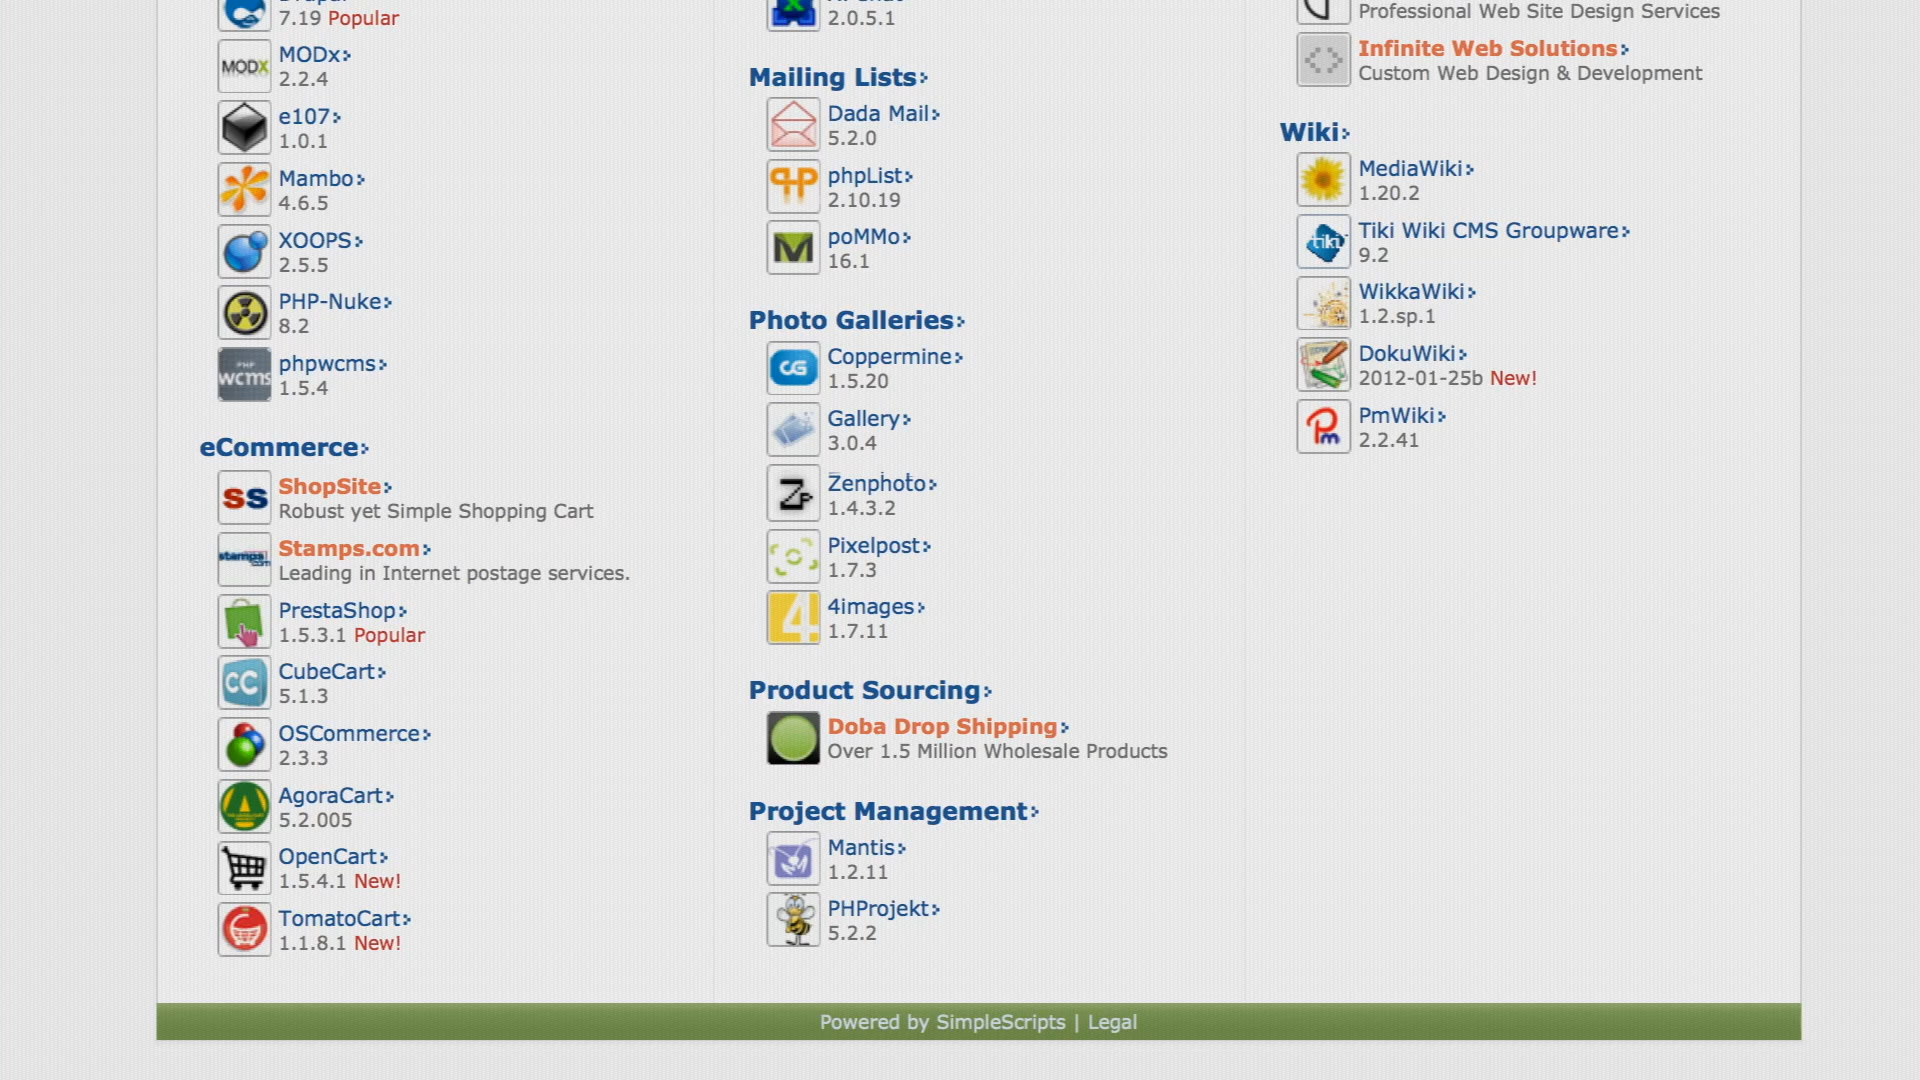 7.19 Popular
MODx
2.2.4
e107
1.0.1
Mambo
4.6.5
XOOPS
2.5.5
PHP-Nuke
8.2
phpwcms
1.5.4
eCommerce
ShopSite
Robust yet Simple Shopping Cart
Stamps.com
Leading in Internet postage services.
PrestaShop
1.5.3.1 Popular
CubeCart
5.1.3
OSCommerce
2.3.3
AgoraCart
5.2.005
OpenCart
1.5.4.1 New!
TomatoCart
1.1.8.1 New!
2.0.5.1
Mailing Lists
Dada Mail
5.2.0
phpList
2.10.19
poMMo
16.1
Photo Galleries
Coppermine
1.5.20
Gallery
3.0.4
Zenphoto
1.4.3.2
Pixelpost
1.7.3
4images
1.7.11
Product Sourcing
Doba Drop Shipping
Over 1.5 Million Wholesale Products
Project Management
Mantis
1.2.11
PHProjekt
5.2.2
Professional Web Site Design Services
Infinite Web Solutions
Custom Web Design & Development
Wiki
MediaWiki
1.20.2
Tiki Wiki CMS Groupware
9.2
WikkaWiki
1.2.sp.1
DokuWiki
2012-01-25b New!
PmWiki
2.2.41
Powered by SimpleScripts | Legal